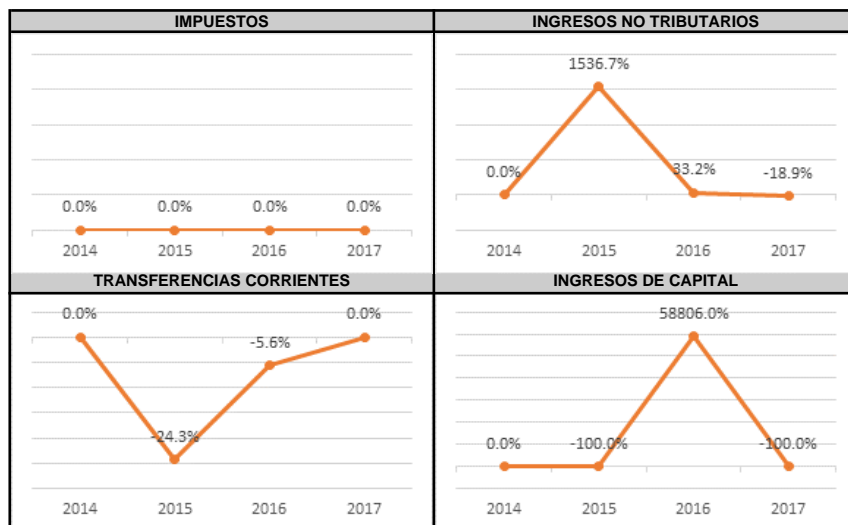 IMPUESTOS
0.0% 0.0% 0.0% 0.0%
2014 2015 2016 2017
INGRESOS NO TRIBUTARIOS
1536.7%
0.0% 33.2% -18.9%
2014 2015 2016 2017
TRANSFERENCIAS CORRIENTES
0.0% 0.0%
-5.6%
-24.3%
2014 2015 2016 2017
INGRESOS DE CAPITAL
58806.0%
0.0% -100.0% -100.0%
2014 2015 2016 2017